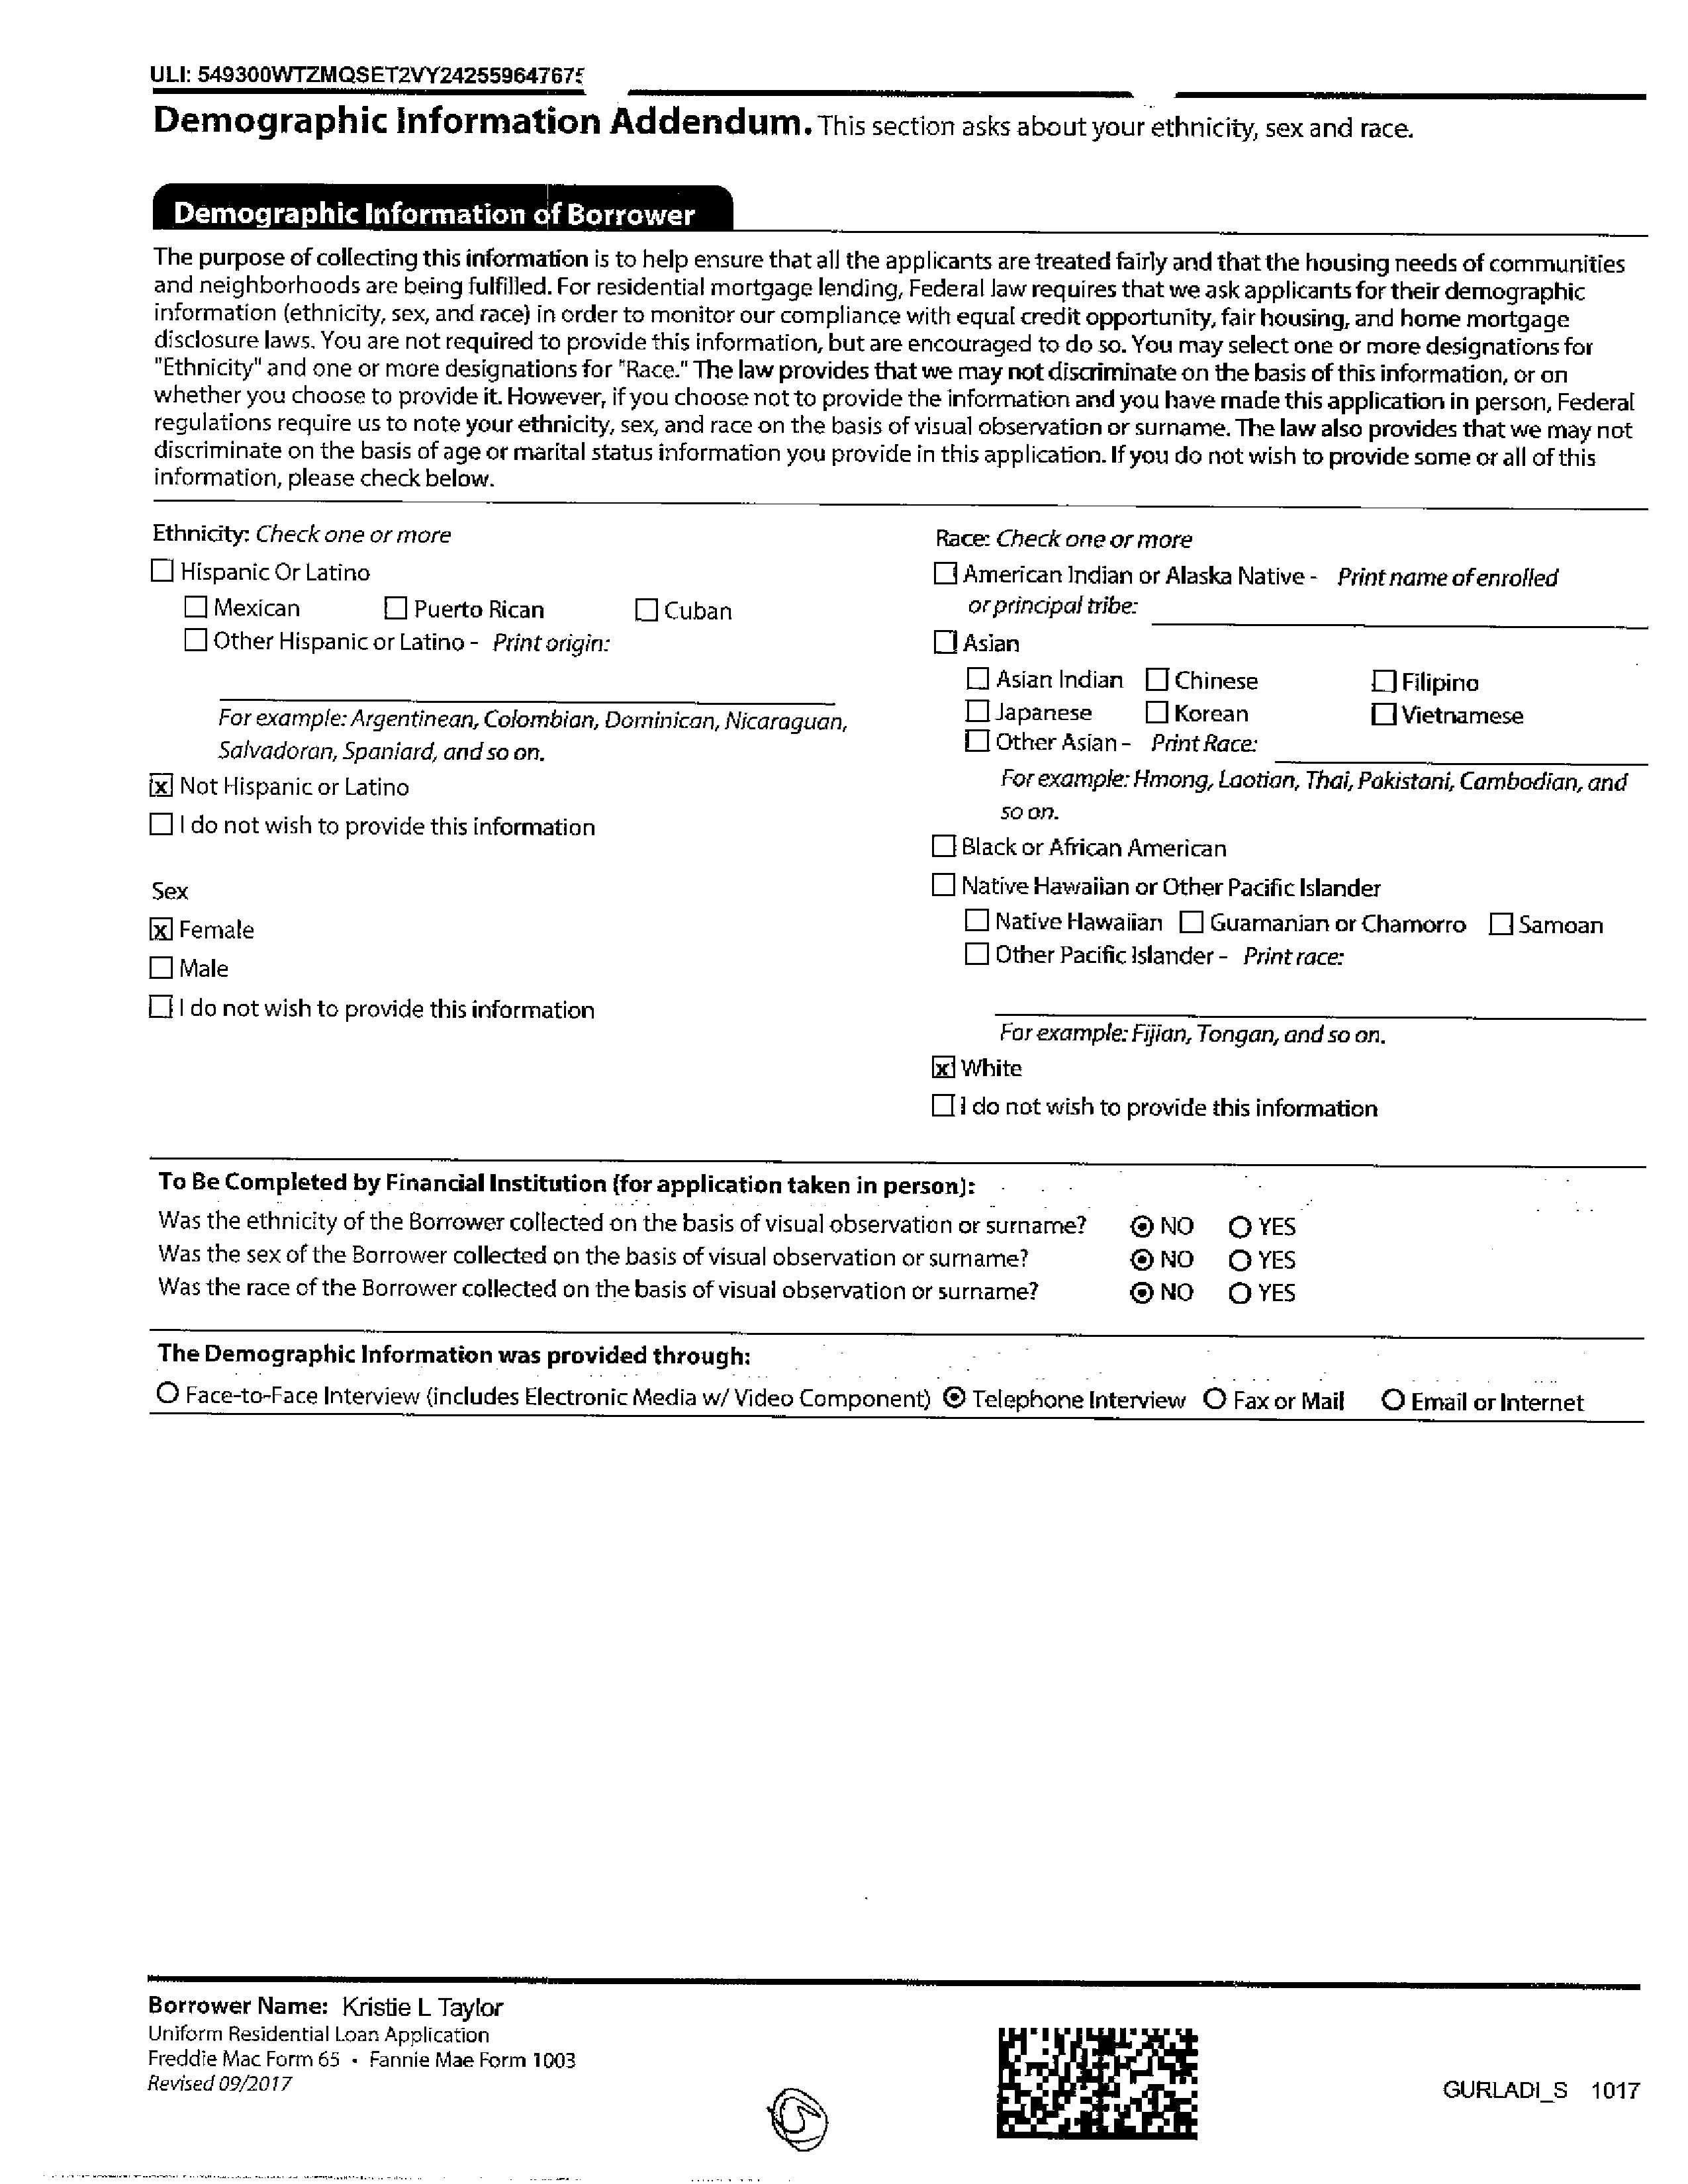 ULI: 549300WTZMQSET2VY24255964767
Demographic Information Addendum. This section asks about your ethnicity, sex and race.
Demographic Information of Borrower
The purpose of collecting this information is to help ensure that all the applicants are treated fairly and that the housing needs of communities
and neighborhoods are being fulfilled. For residential mortgage lending, Federal law requires that we ask applicants for their demographic
information (ethnicity, sex, and race) in order to monitor our compliance with equal credit opportunity, fair housing, and home mortgage
disclosure laws. You are not required to provide this information, but are encouraged to do so. You may select one or more designations for
"Ethnicity" and one or more designations for "Race." The law provides that we may not discriminate on the basis of this information, or on
whether you choose to provide it. However, if you choose not to provide the information and you have made this application in person, Federal
regulations require us to note your ethnicity, sex, and race on the basis of visual observation or surname. The law also provides that we may not
discriminate on the basis of age or marital status information you provide in this application. If you do not wish to provide some or all of this
information, please check below.
Ethnicity: Check one or more
☐ Hispanic Or Latino
☐ Mexican ☐ Puerto Rican ☐ Cuban
☐ Other Hispanic or Latino - Print origin:
For example: Argentinean, Colombian, Dominican, Nicaraguan,
Salvadoran, Spaniard, and so on.
☒ Not Hispanic or Latino
☐ I do not wish to provide this information
Sex
☒ Female
☐ Male
☐ I do not wish to provide this information
Race: Check one or more
☐ American Indian or Alaska Native - Print name of enrolled
or principal tribe:
☐ Asian
☐ Asian Indian ☐ Chinese ☐ Filipino
☐ Japanese ☐ Korean ☐ Vietnamese
☐ Other Asian - Print Race:
For example: Hmong, Laotian, Thai, Pakistani, Cambodian, and
so on.
☐ Black or African American
☐ Native Hawaiian or Other Pacific Islander
☐ Native Hawaiian ☐ Guamanian or Chamorro ☐ Samoan
☐ Other Pacific Islander - Print race:
For example: Fijian, Tongan, and so on.
☒ White
☐ I do not wish to provide this information
To Be Completed by Financial Institution (for application taken in person):
Was the ethnicity of the Borrower collected on the basis of visual observation or surname? ◉ NO ○ YES
Was the sex of the Borrower collected on the basis of visual observation or surname? ◉ NO ○ YES
Was the race of the Borrower collected on the basis of visual observation or surname? ◉ NO ○ YES
The Demographic Information was provided through:
○ Face-to-Face Interview (includes Electronic Media w/ Video Component) ◉ Telephone Interview ○ Fax or Mail ○ Email or Internet
Borrower Name: Kristie L Taylor
Uniform Residential Loan Application
Freddie Mac Form 65 • Fannie Mae Form 1003
Revised 09/2017
GURLADI_S 1017